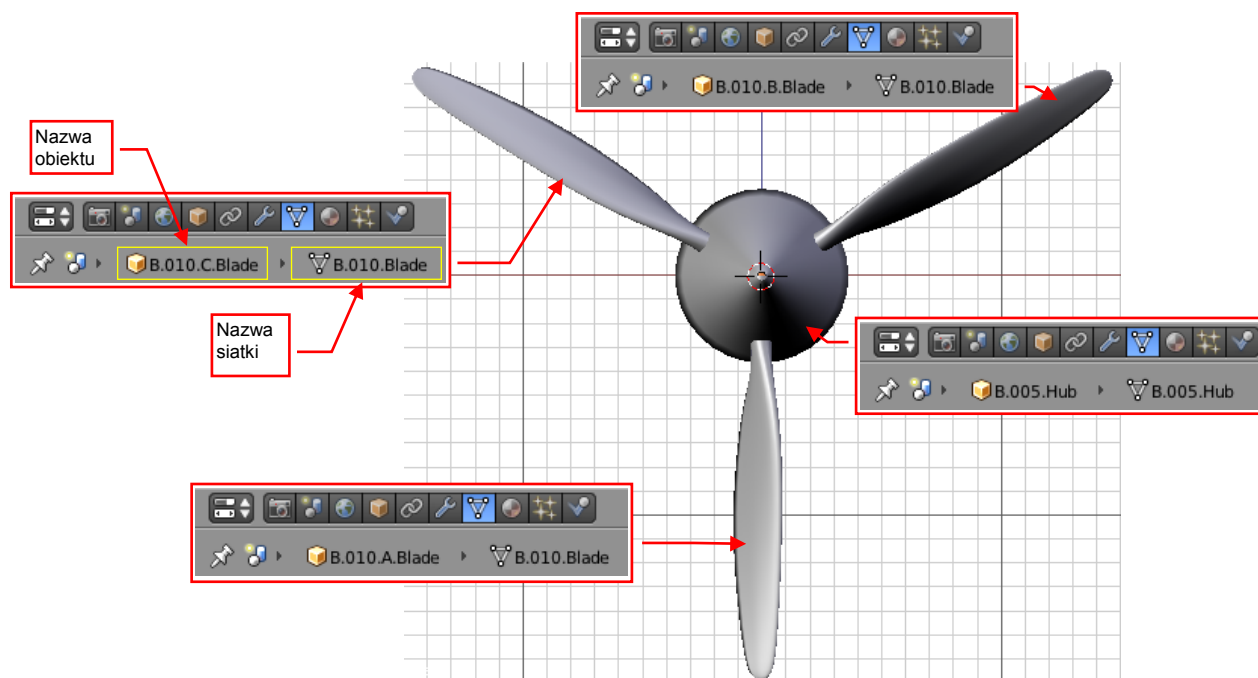 B.010.B.Blade B.010.Blade
Nazwa
obiektu
B.010.C.Blade B.010.Blade
Nazwa
siatki
B.005.Hub B.005.Hub
B.010.A.Blade B.010.Blade